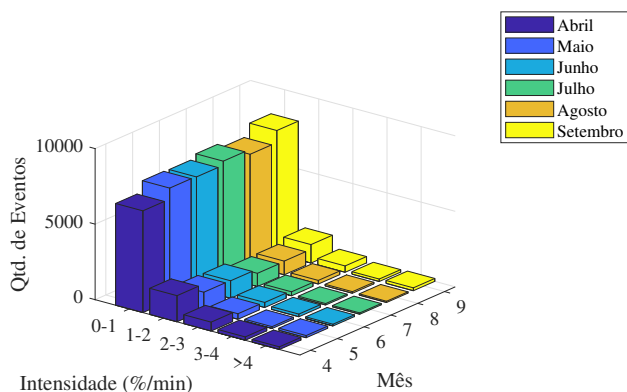 Abril
Maio
Junho
Julho
Agosto
Setembro
10000
5000
0
Qtd. de Eventos
0-1
1-2
2-3
3-4
>4
Intensidade (%/min)
4
5
6
7
8
9
Mês